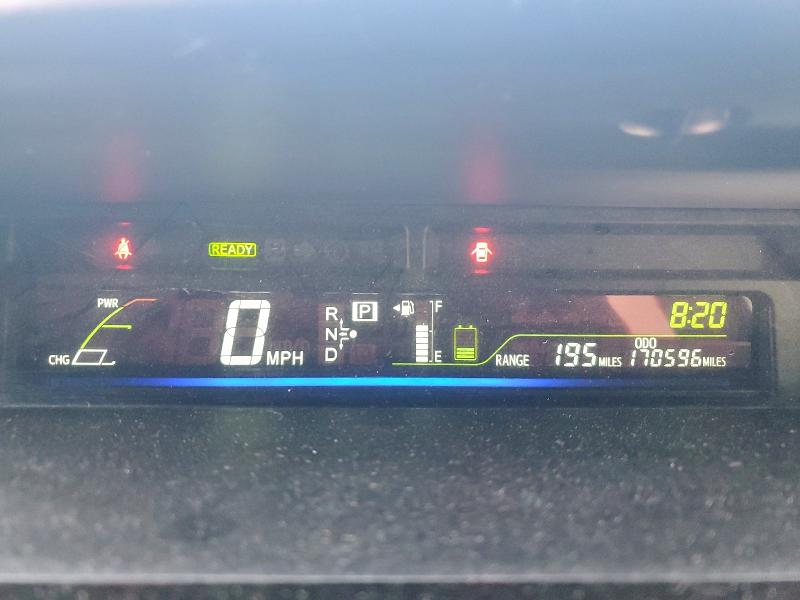 READY
PWR
CHG
0 MPH
R
N
D
P
F
E
8:20
RANGE 195 MILES
ODO
170596 MILES